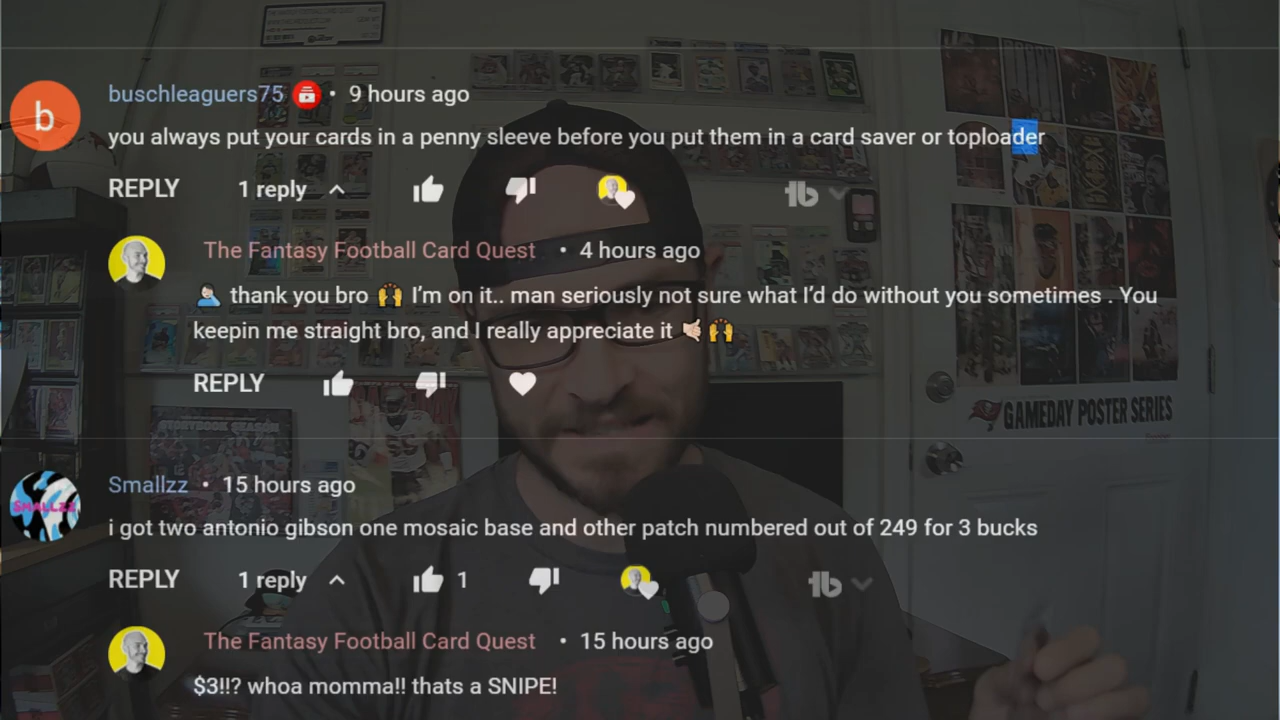 buschleaguers75 • 9 hours ago
b
you always put your cards in a penny sleeve before you put them in a card saver or toploader
REPLY 1 reply
The Fantasy Football Card Quest • 4 hours ago
🤦🏻‍♂️ thank you bro 🙌 I'm on it.. man seriously not sure what I'd do without you sometimes . You
keepin me straight bro, and I really appreciate it 🤙🏻 🙌
REPLY
GAMEDAY POSTER SERIES
STORYBOOK SEASON
Smallzz • 15 hours ago
SMALLZZ
i got two antonio gibson one mosaic base and other patch numbered out of 249 for 3 bucks
REPLY 1 reply 1
The Fantasy Football Card Quest • 15 hours ago
$3!!? whoa momma!! thats a SNIPE!